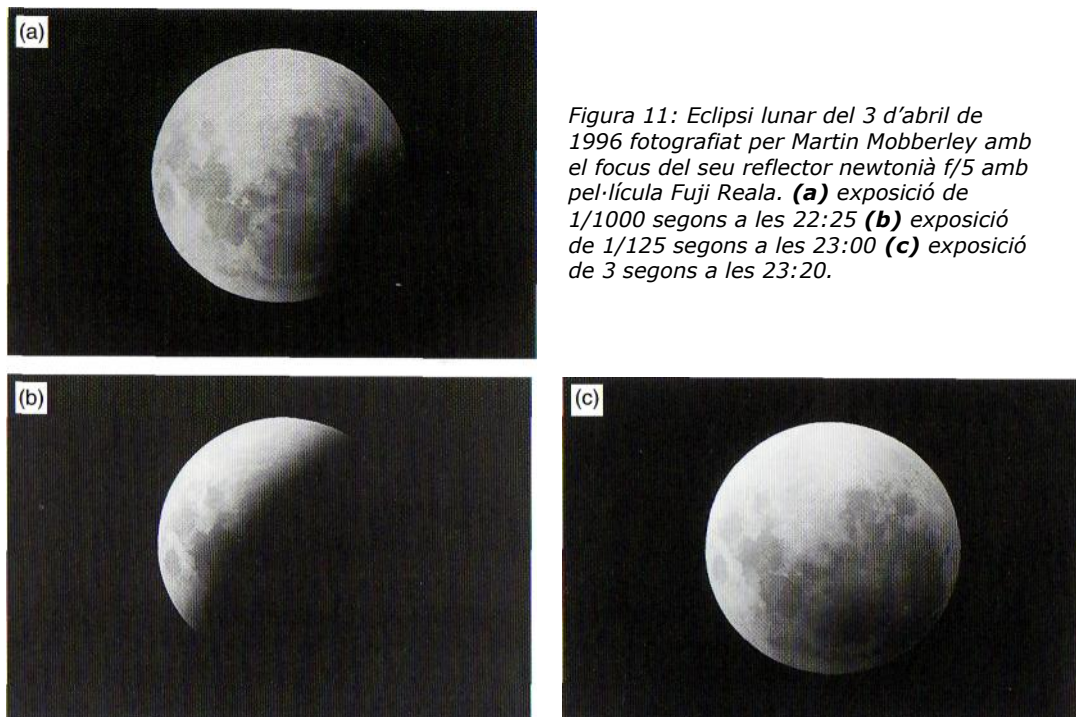 (a)
Figura 11: Eclipsi lunar del 3 d'abril de
1996 fotografiat per Martin Mobberley amb
el focus del seu reflector newtonià f/5 amb
pel·lícula Fuji Reala. (a) exposició de
1/1000 segons a les 22:25 (b) exposició
de 1/125 segons a les 23:00 (c) exposició
de 3 segons a les 23:20.
(b)
(c)